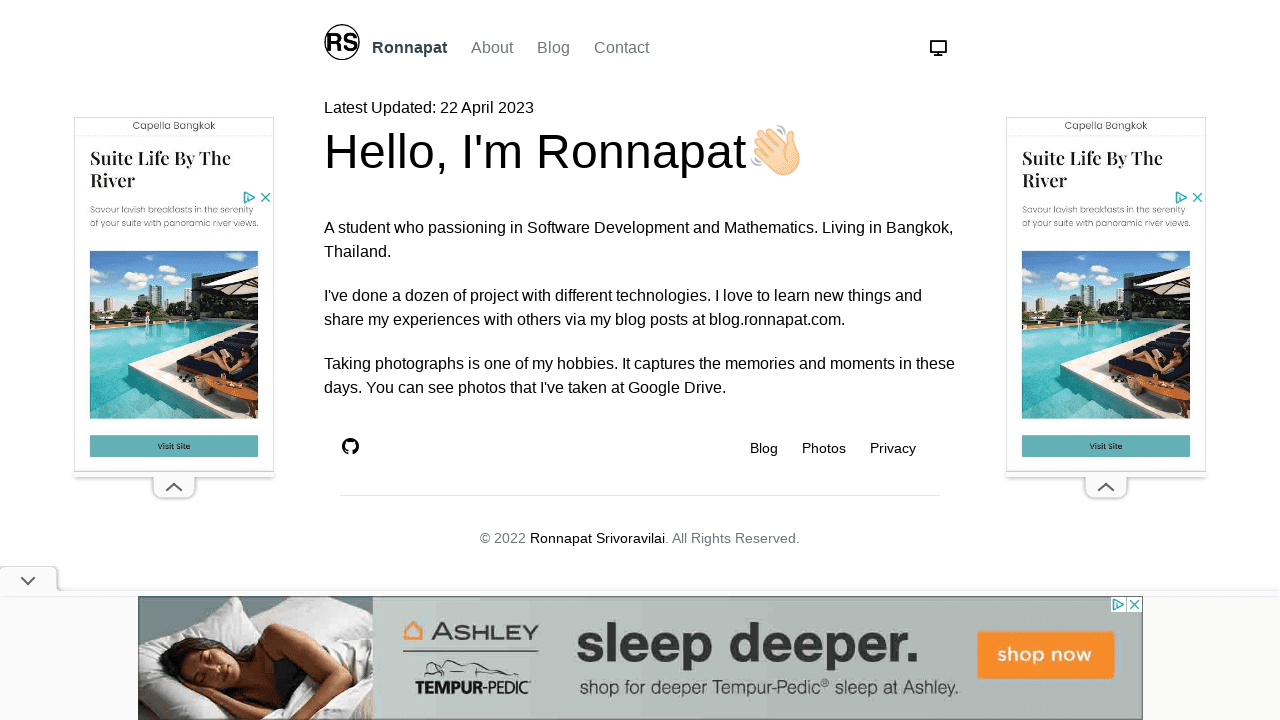 RS Ronnapat About Blog Contact
Latest Updated: 22 April 2023
Hello, I'm Ronnapat
A student who passioning in Software Development and Mathematics. Living in Bangkok,
Thailand.
I've done a dozen of project with different technologies. I love to learn new things and
share my experiences with others via my blog posts at blog.ronnapat.com.
Taking photographs is one of my hobbies. It captures the memories and moments in these
days. You can see photos that I've taken at Google Drive.
Blog Photos Privacy
© 2022 Ronnapat Srivoravilai. All Rights Reserved.
Capella Bangkok
Suite Life By The
River
Savour lavish breakfasts in the serenity
of your suite with panoramic river views.
Visit Site
Capella Bangkok
Suite Life By The
River
Savour lavish breakfasts in the serenity
of your suite with panoramic river views.
Visit Site
ASHLEY
TEMPUR-PEDIC®
sleep deeper.
shop for deeper Tempur-Pedic® sleep at Ashley.
shop now